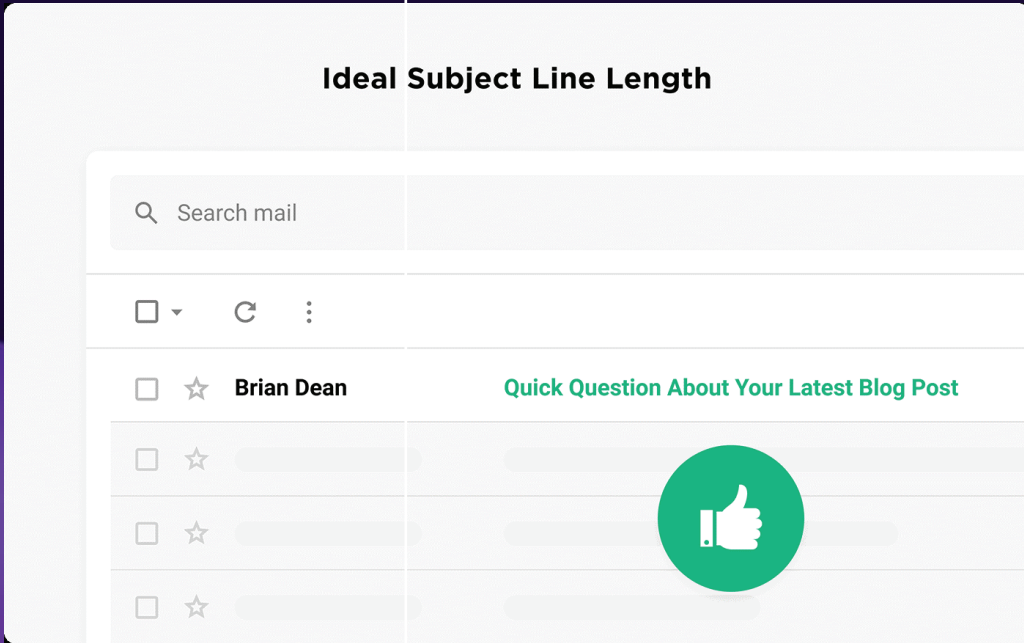 Ideal Subject Line Length
Search mail
Brian Dean Quick Question About Your Latest Blog Post